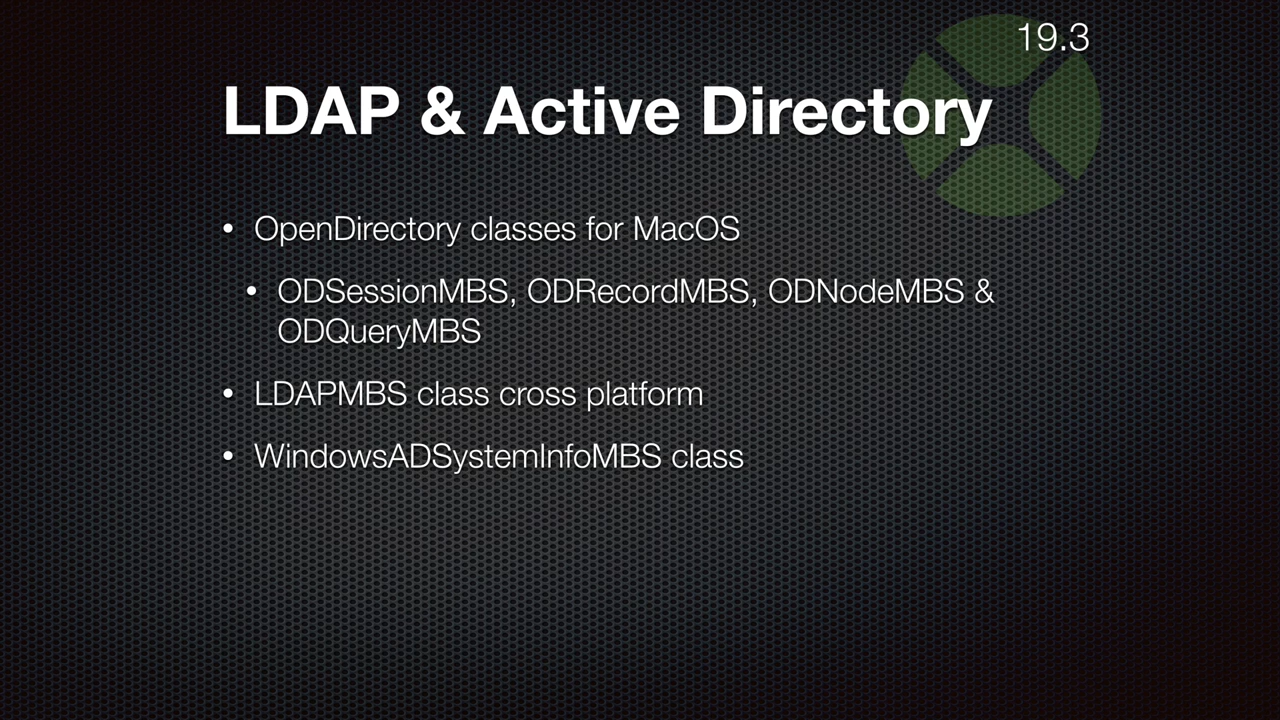 19.3
LDAP & Active Directory
• OpenDirectory classes for MacOS
• ODSessionMBS, ODRecordMBS, ODNodeMBS &
ODQueryMBS
• LDAPMBS class cross platform
• WindowsADSystemInfoMBS class